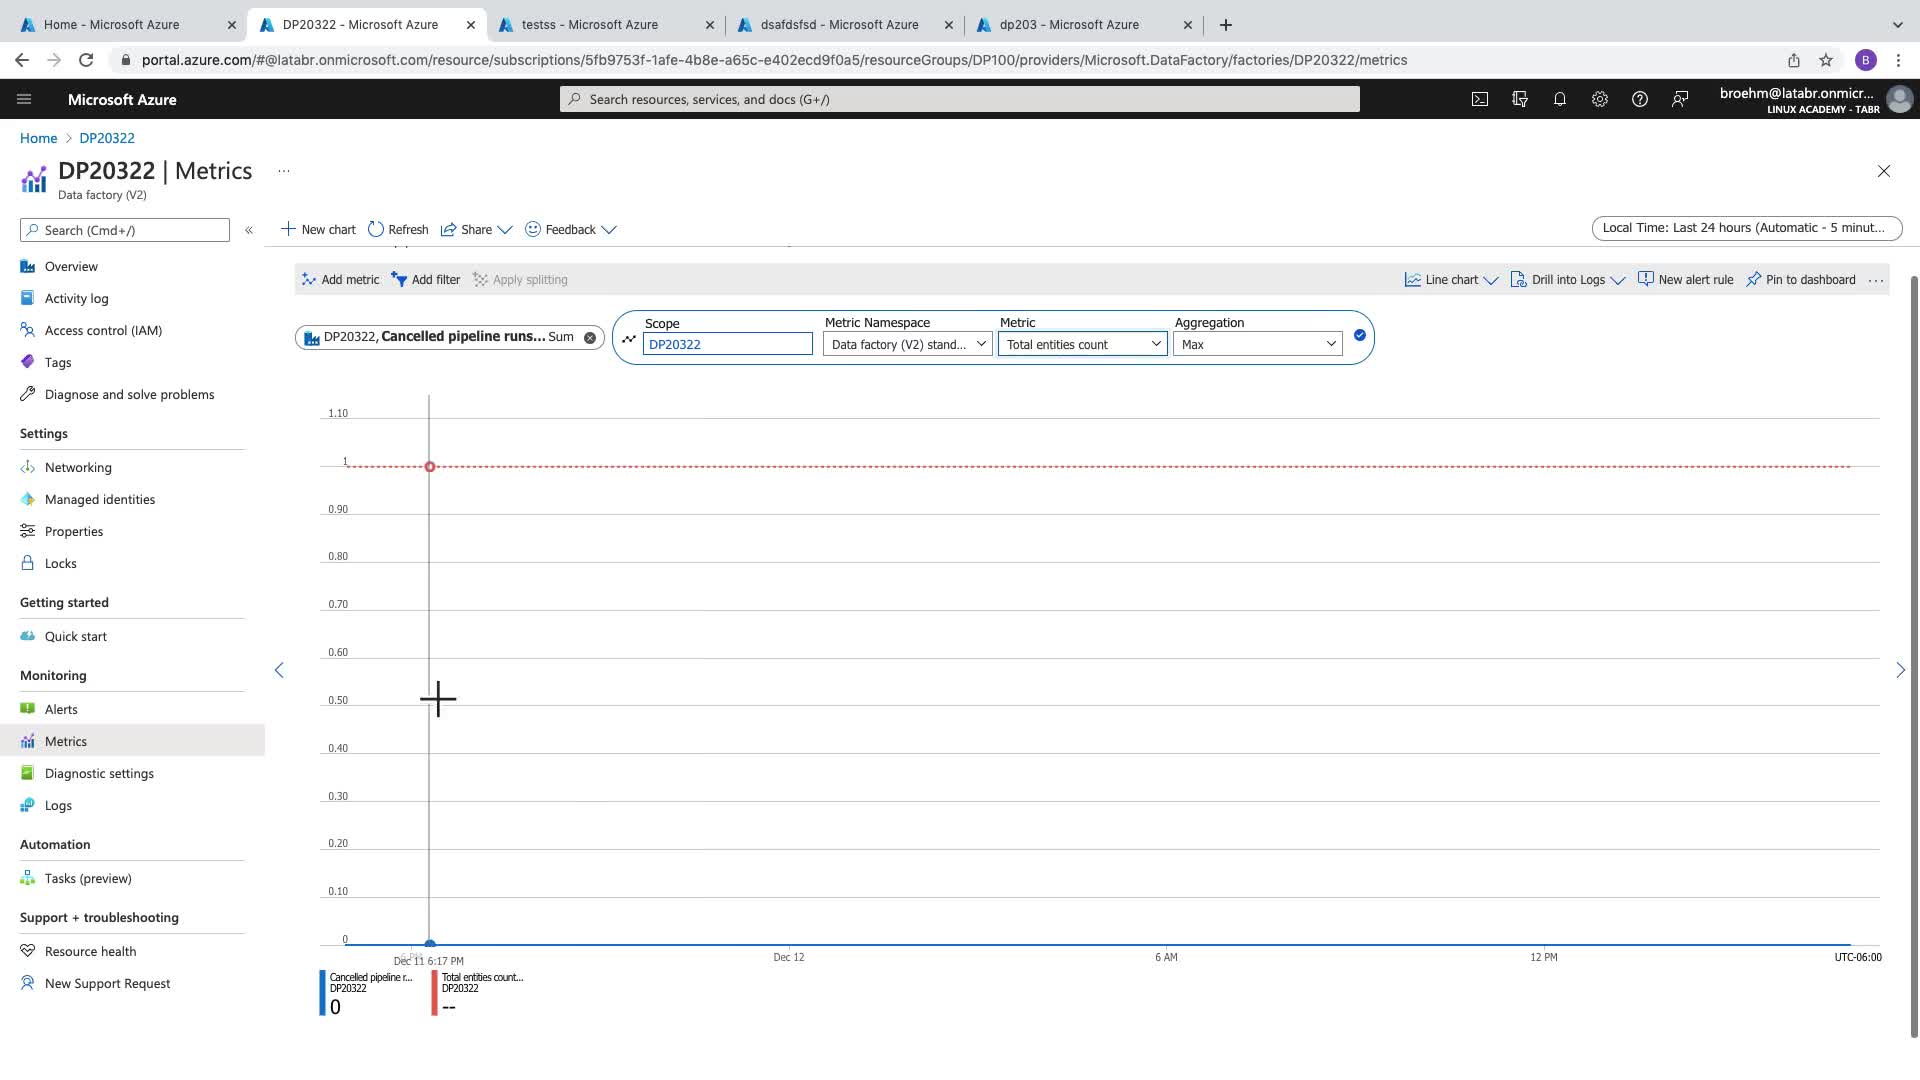 Home - Microsoft Azure
DP20322 - Microsoft Azure
testss - Microsoft Azure
dsafdsfsd - Microsoft Azure
dp203 - Microsoft Azure
portal.azure.com/#@latabr.onmicrosoft.com/resource/subscriptions/5fb9753f-1afe-4b8e-a65c-e402ecd9f0a5/resourceGroups/DP100/providers/Microsoft.DataFactory/factories/DP20322/metrics
B
Microsoft Azure
Search resources, services, and docs (G+/)
broehm@latabr.onmicr...
LINUX ACADEMY - TABR
Home > DP20322
DP20322 | Metrics ...
Data factory (V2)
Search (Cmd+/)
«
New chart
Refresh
Share
Feedback
Local Time: Last 24 hours (Automatic - 5 minut...
Overview
Activity log
Access control (IAM)
Tags
Diagnose and solve problems
Settings
Networking
Managed identities
Properties
Locks
Getting started
Quick start
Monitoring
Alerts
Metrics
Diagnostic settings
Logs
Automation
Tasks (preview)
Support + troubleshooting
Resource health
New Support Request
Add metric
Add filter
Apply splitting
Line chart
Drill into Logs
New alert rule
Pin to dashboard
...
DP20322, Cancelled pipeline runs... Sum
Scope
DP20322
Metric Namespace
Data factory (V2) stand...
Metric
Total entities count
Aggregation
Max
1.10
1
0.90
0.80
0.70
0.60
0.50
0.40
0.30
0.20
0.10
0
Dec 11 6:17 PM
Dec 12
6 AM
12 PM
UTC-06:00
Cancelled pipeline r...
DP20322
0
Total entities count...
DP20322
--